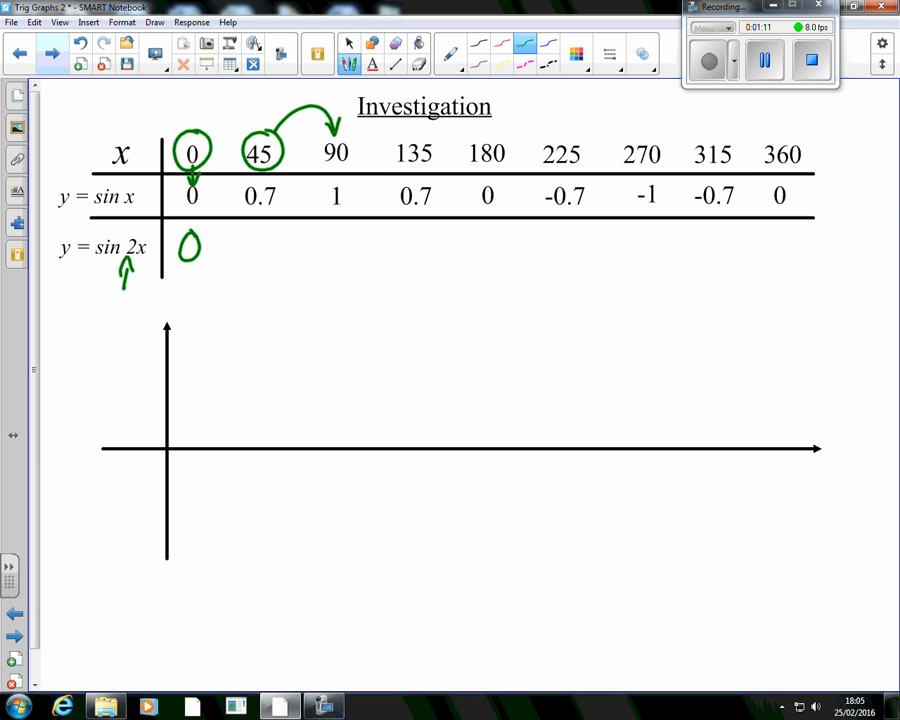 Trig Graphs 2 * - SMART Notebook
Recording...
File Edit View Insert Format Draw Response Help
Menu 0:01:11 8.0 fps
Investigation
x 0 45 90 135 180 225 270 315 360
y = sin x 0 0.7 1 0.7 0 -0.7 -1 -0.7 0
y = sin 2x 0
18:05
25/02/2016